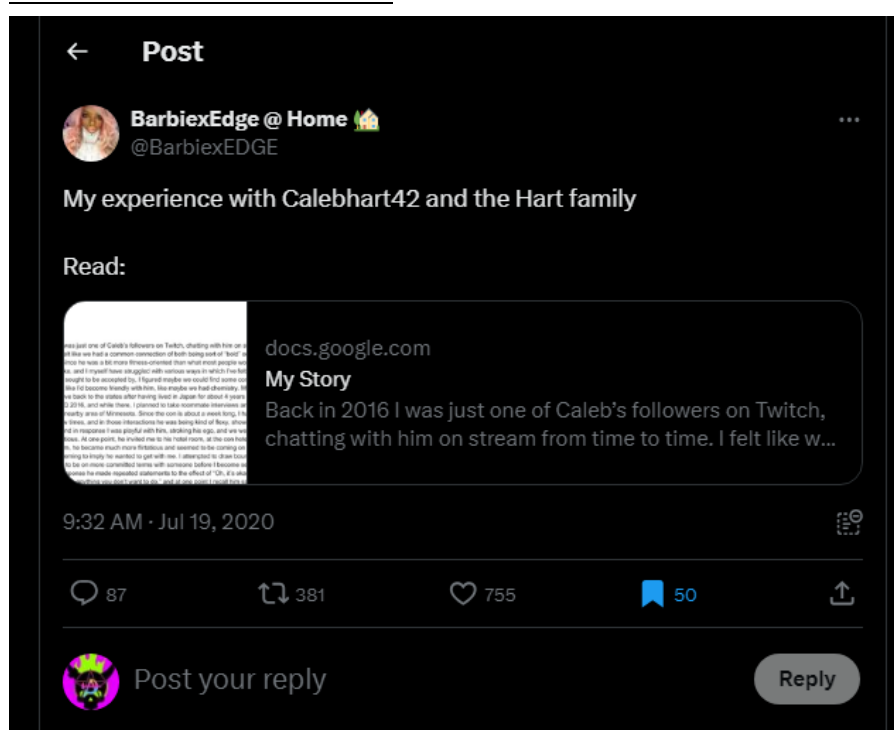 Post
BarbiexEdge @ Home 🏡
@BarbiexEDGE
My experience with Calebhart42 and the Hart family
Read:
docs.google.com
My Story
Back in 2016 I was just one of Caleb's followers on Twitch,
chatting with him on stream from time to time. I felt like w...
9:32 AM · Jul 19, 2020
87
381
755
50
Post your reply
Reply